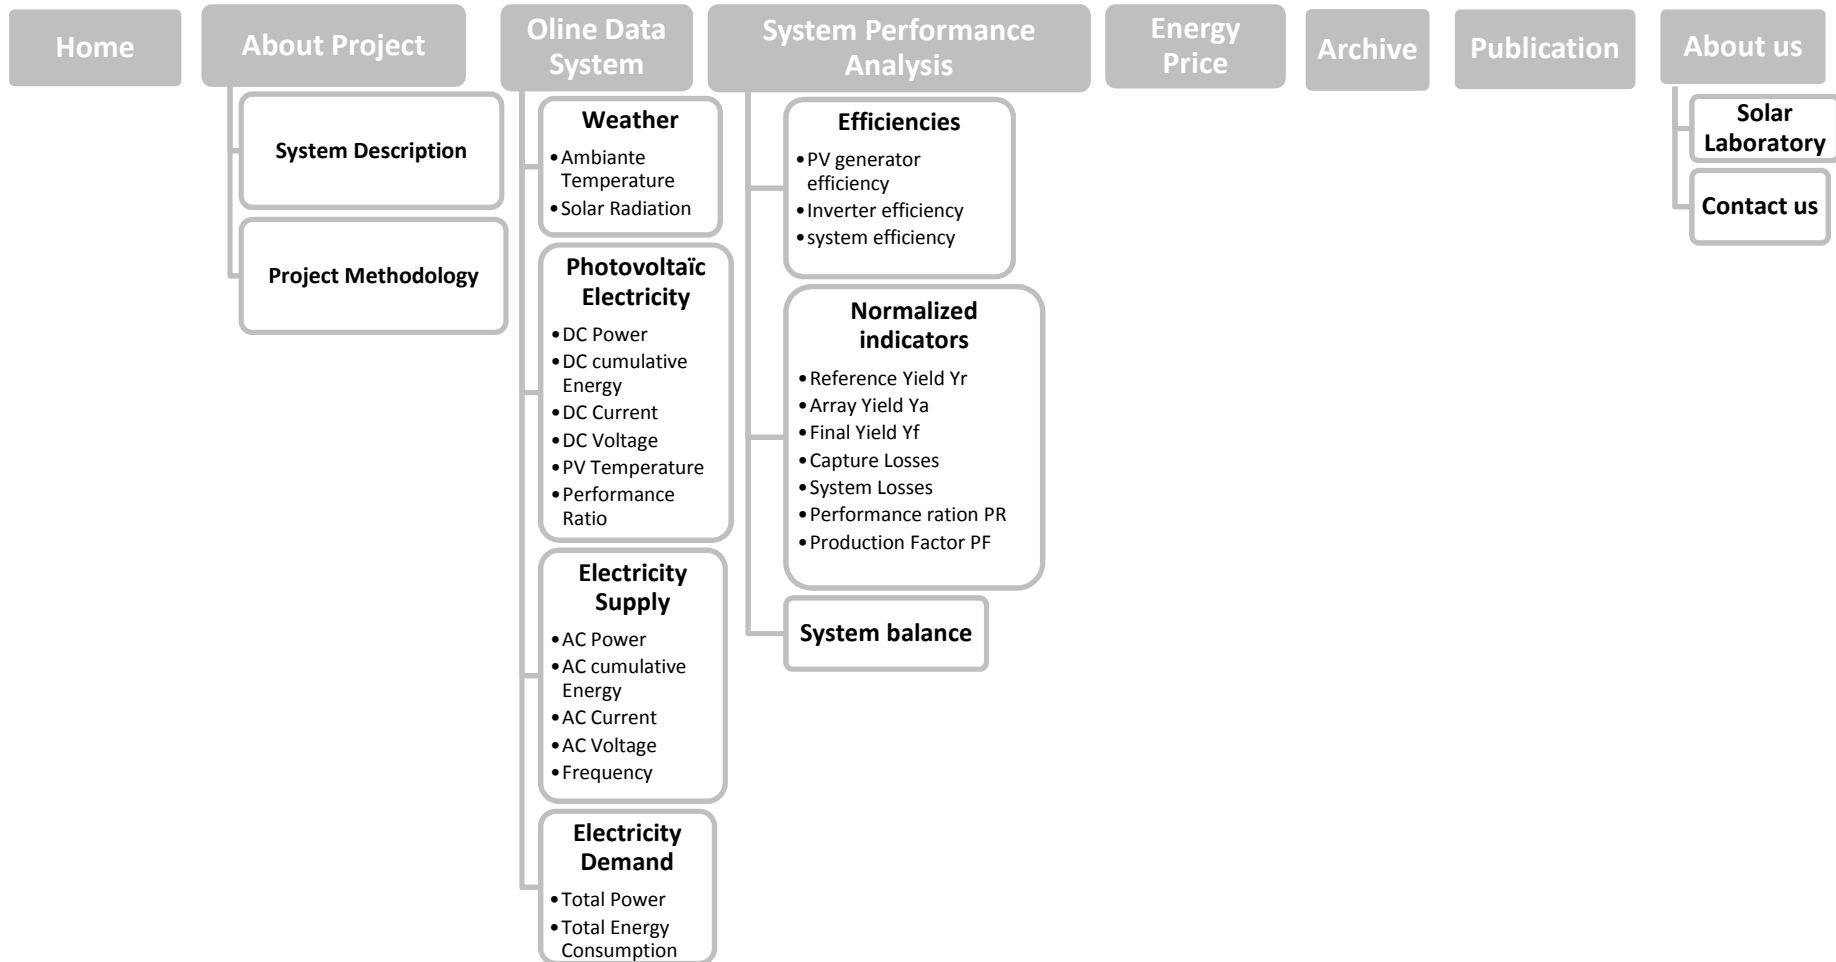 Home
About Project
Oline Data
System
System Performance
Analysis
Energy
Price
Archive
Publication
About us
System Description
Project Methodology
Weather
•Ambiante
Temperature
•Solar Radiation
Photovoltaïc
Electricity
•DC Power
•DC cumulative
Energy
•DC Current
•DC Voltage
•PV Temperature
•Performance
Ratio
Electricity
Supply
•AC Power
•AC cumulative
Energy
•AC Current
•AC Voltage
•Frequency
Electricity
Demand
•Total Power
•Total Energy
Consumption
Efficiencies
•PV generator
efficiency
•Inverter efficiency
•system efficiency
Normalized
indicators
•Reference Yield Yr
•Array Yield Ya
•Final Yield Yf
•Capture Losses
•System Losses
•Performance ration PR
•Production Factor PF
System balance
Solar
Laboratory
Contact us